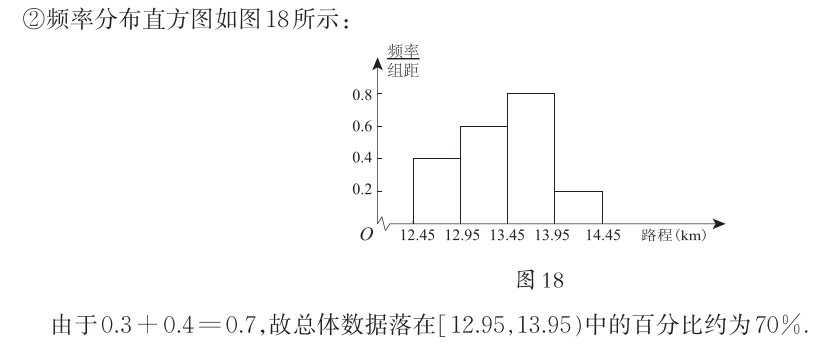 ②频率分布直方图如图18所示:
频率
组距
0.8
0.6
0.4
0.2
O 12.45 12.95 13.45 13.95 14.45 路程(km)
图18
由于0.3+0.4=0.7,故总体数据落在[12.95,13.95)中的百分比约为70%.